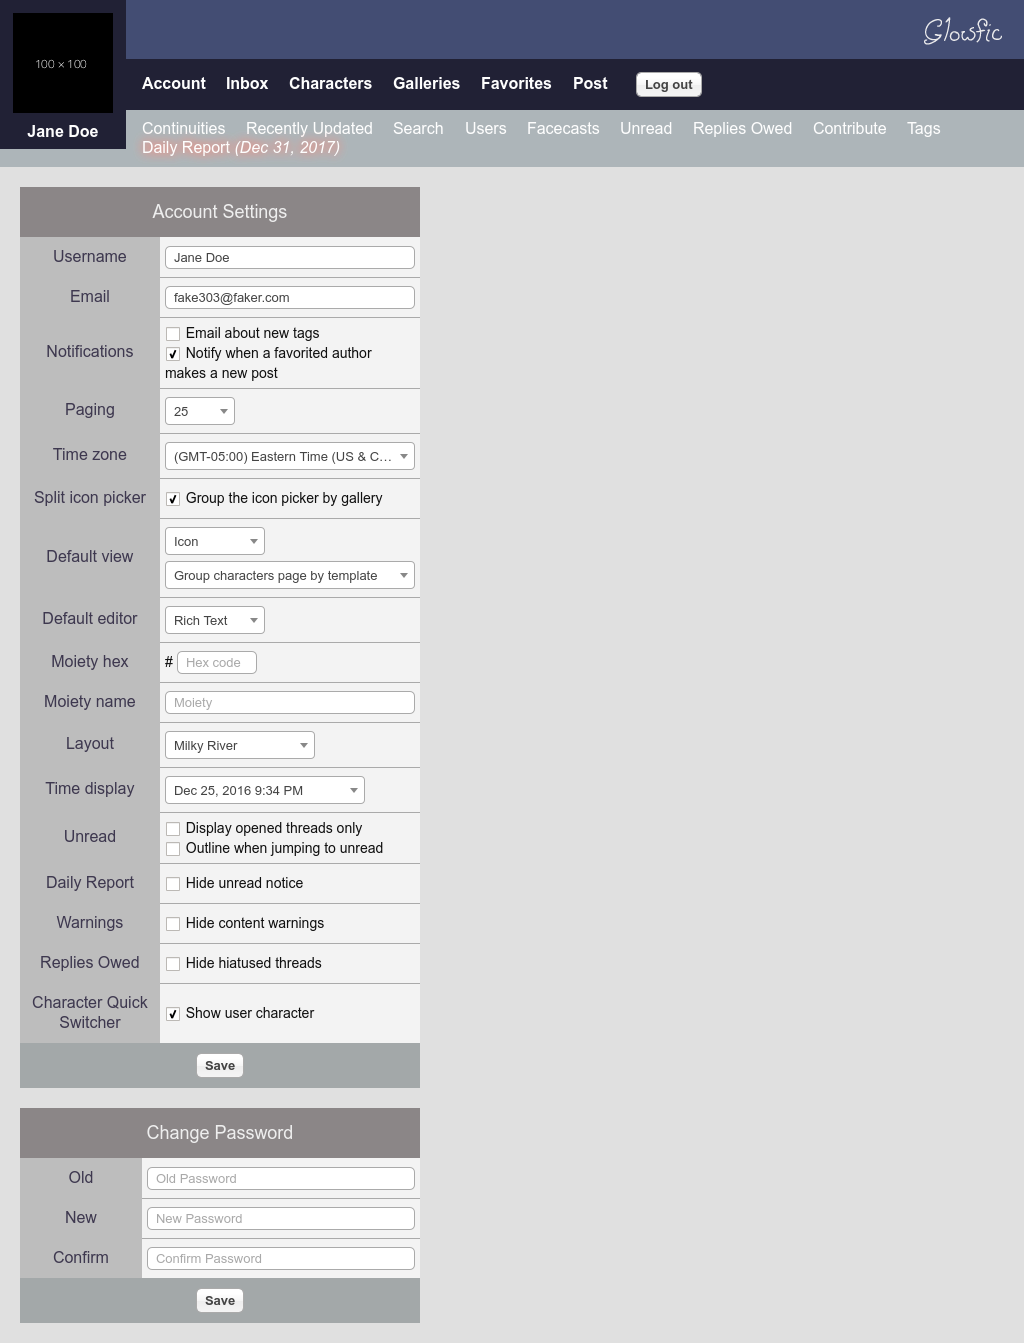 Glowfic
100 × 100
Jane Doe
Account Inbox Characters Galleries Favorites Post Log out
Continuities Recently Updated Search Users Facecasts Unread Replies Owed Contribute Tags
Daily Report (Dec 31, 2017)
Account Settings
Username Jane Doe
Email fake303@faker.com
Notifications
Email about new tags
Notify when a favorited author
makes a new post
Paging 25
Time zone (GMT-05:00) Eastern Time (US & C...
Split icon picker Group the icon picker by gallery
Default view
Icon
Group characters page by template
Default editor Rich Text
Moiety hex # Hex code
Moiety name Moiety
Layout Milky River
Time display Dec 25, 2016 9:34 PM
Unread
Display opened threads only
Outline when jumping to unread
Daily Report Hide unread notice
Warnings Hide content warnings
Replies Owed Hide hiatused threads
Character Quick
Switcher
Show user character
Save
Change Password
Old Old Password
New New Password
Confirm Confirm Password
Save